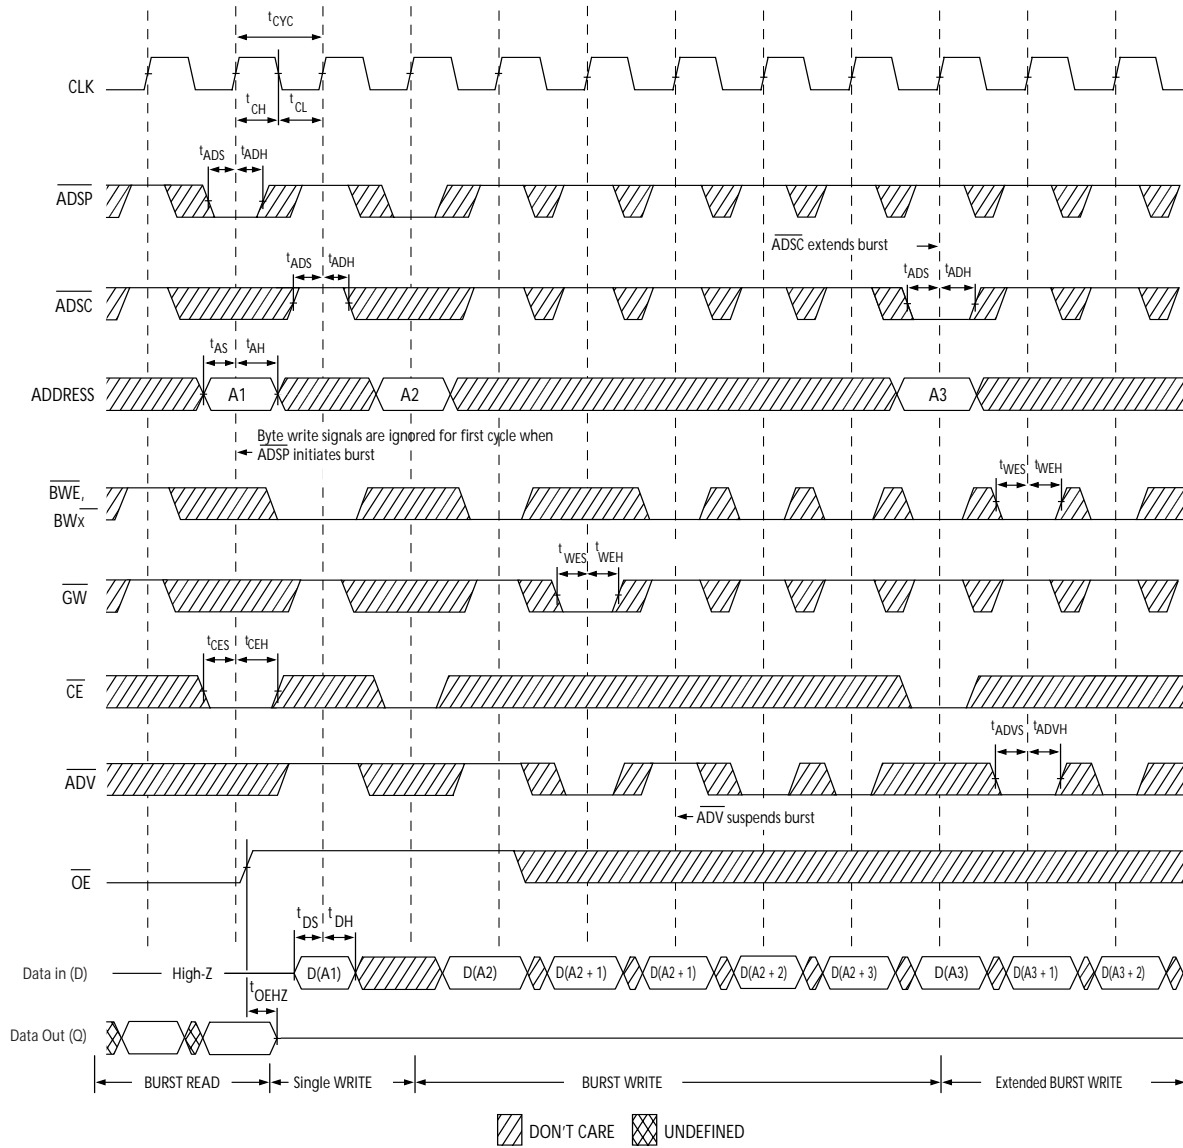 tCYC
CLK
tCH
tCL
tADS
tADH
ADSP
ADSC extends burst
tADS
tADH
tADS
tADH
ADSC
tAS
tAH
ADDRESS
A1
A2
A3
Byte write signals are ignored for first cycle when
ADSP initiates burst
tWES
tWEH
BWE,
BWx
tWES
tWEH
GW
tCES
tCEH
CE
tADVS
tADVH
ADV
ADV suspends burst
OE
tDS
tDH
Data in (D)
High-Z
D(A1)
D(A2)
D(A2 + 1)
D(A2 + 1)
D(A2 + 2)
D(A2 + 3)
D(A3)
D(A3 + 1)
D(A3 + 2)
tOEHZ
Data Out (Q)
BURST READ
Single WRITE
BURST WRITE
Extended BURST WRITE
DON'T CARE
UNDEFINED